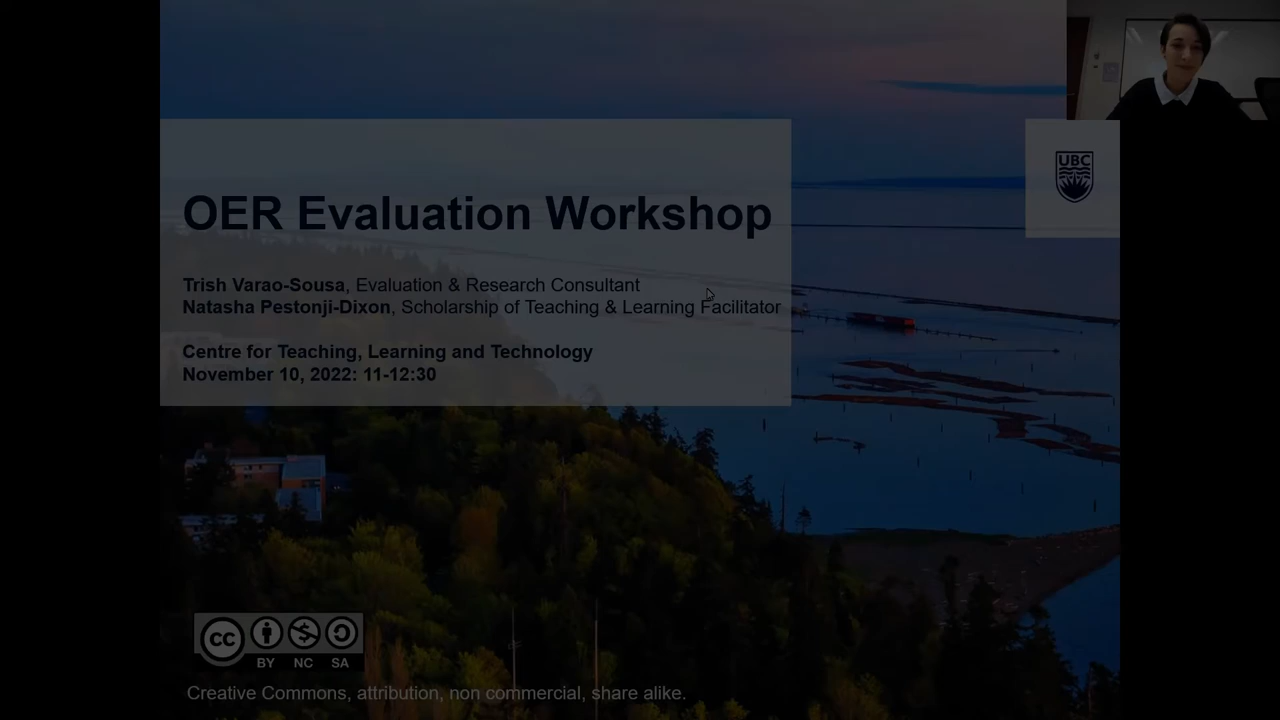 UBC
OER Evaluation Workshop
Trish Varao-Sousa, Evaluation & Research Consultant
Natasha Pestonji-Dixon, Scholarship of Teaching & Learning Facilitator
Centre for Teaching, Learning and Technology
November 10, 2022: 11-12:30
cc
BY NC SA
Creative Commons, attribution, non commercial, share alike.